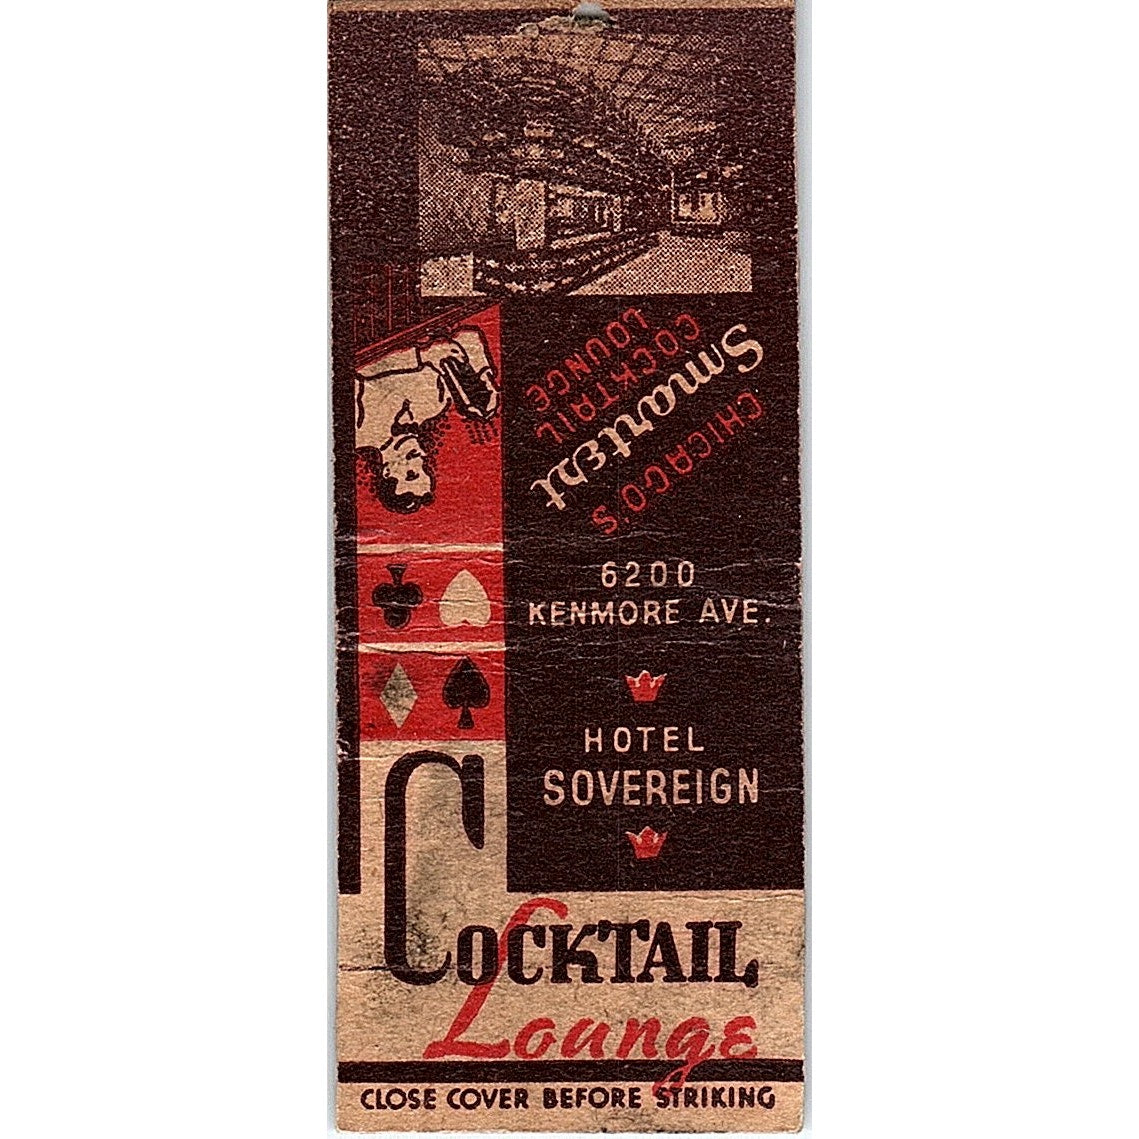 CHICAGO'S
Smartest
COCKTAIL
LOUNGE
6200
KENMORE AVE.
HOTEL
SOVEREIGN
COCKTAIL
Lounge
CLOSE COVER BEFORE STRIKING